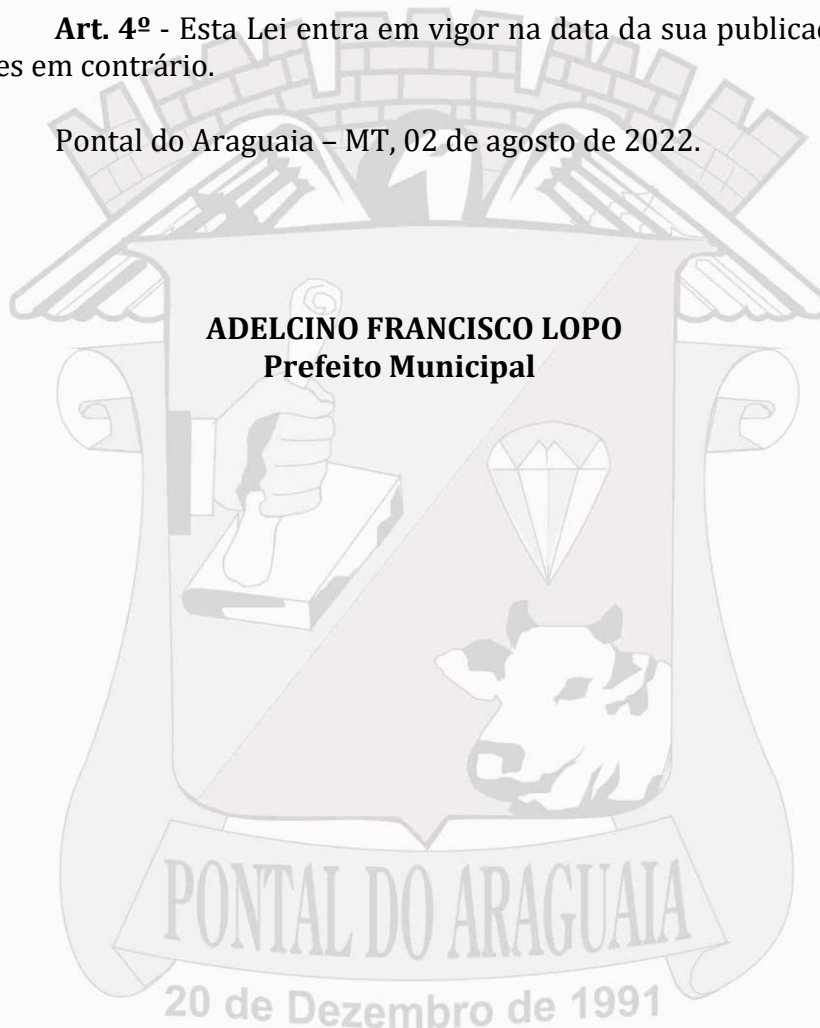 Art. 4º - Esta Lei entra em vigor na data da sua publicaç
es em contrário.
Pontal do Araguaia – MT, 02 de agosto de 2022.
ADELCINO FRANCISCO LOPO
Prefeito Municipal
PONTAL DO ARAGUAIA
20 de Dezembro de 1991